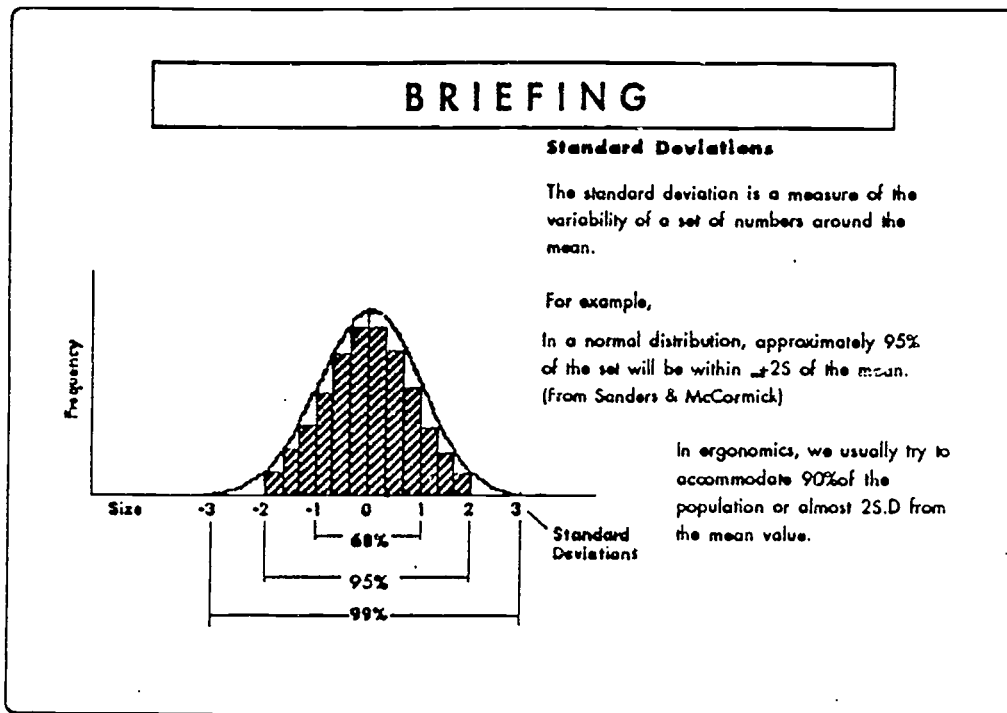 BRIEFING
Standard Deviations
The standard deviation is a measure of the
variability of a set of numbers around the
mean.
For example,
In a normal distribution, approximately 95%
of the set will be within ±2S of the mean.
(From Sanders & McCormick)
In ergonomics, we usually try to
accommodate 90%of the
population or almost 2S.D from
the mean value.
Frequency
Size -3 -2 -1 0 1 2 3
Standard
Deviations
68%
95%
99%